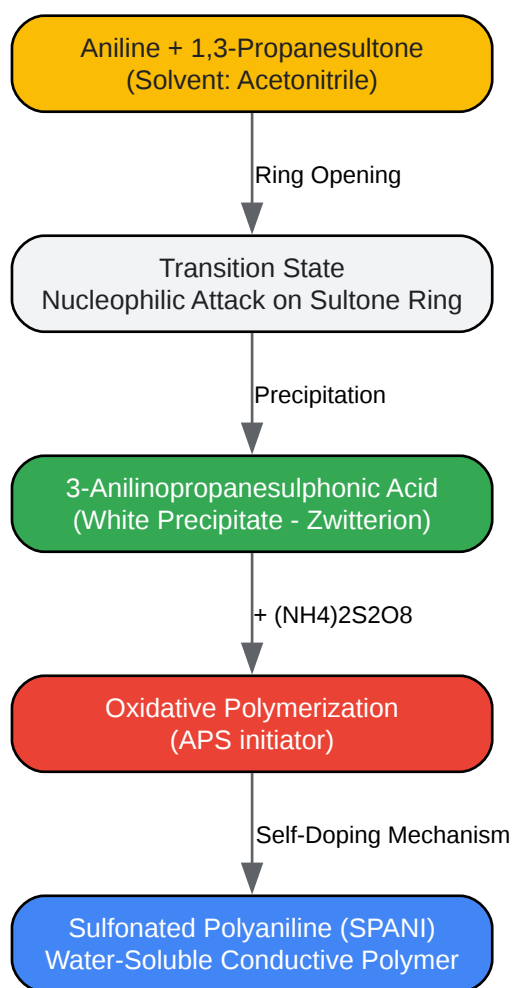 Aniline + 1,3-Propanesultone
(Solvent: Acetonitrile)
Ring Opening
Transition State
Nucleophilic Attack on Sultone Ring
Precipitation
3-Anilinopropanesulphonic Acid
(White Precipitate - Zwitterion)
+ (NH4)2S2O8
Oxidative Polymerization
(APS initiator)
Self-Doping Mechanism
Sulfonated Polyaniline (SPANI)
Water-Soluble Conductive Polymer